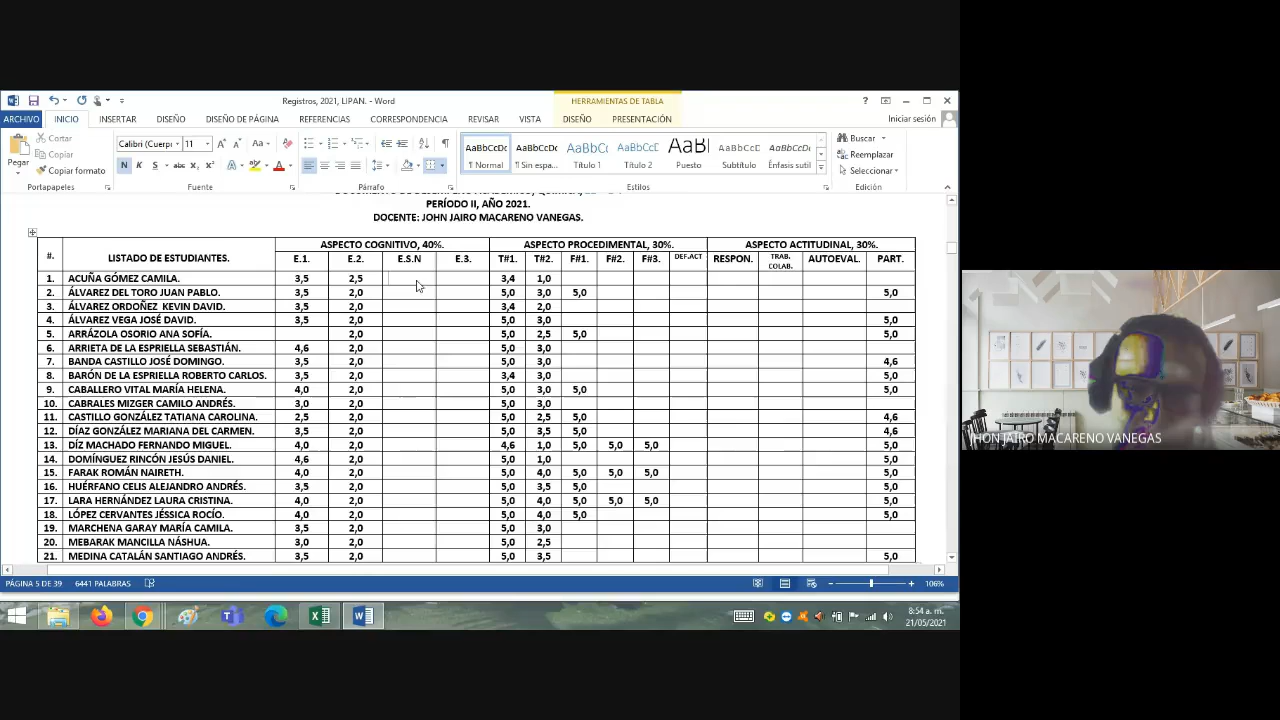 Registros, 2021, LIPAN. - Word
HERRAMIENTAS DE TABLA
ARCHIVO INICIO INSERTAR DISEÑO DISEÑO DE PÁGINA REFERENCIAS CORRESPONDENCIA REVISAR VISTA DISEÑO PRESENTACIÓN Iniciar sesión
Pegar
Cortar
Copiar
Copiar formato
Portapapeles
Calibri (Cuerp 11
Fuente
Párrafo
AaBbCcDc AaBbCcDc AaBbCc AaBbCcD AaBl AaBbCcC AaBbCcDc
¶ Normal ¶ Sin espa... Título 1 Título 2 Puesto Subtítulo Énfasis sutil
Estilos
Buscar
Reemplazar
Seleccionar
Edición
PERÍODO II, AÑO 2021.
DOCENTE: JOHN JAIRO MACARENO VANEGAS.
#. LISTADO DE ESTUDIANTES. ASPECTO COGNITIVO, 40%. ASPECTO PROCEDIMENTAL, 30%. ASPECTO ACTITUDINAL, 30%.
E.1. E.2. E.S.N E.3. T#1. T#2. F#1. F#2. F#3. DEF.ACT RESPON. TRAB. COLAB. AUTOEVAL. PART.
1. ACUÑA GÓMEZ CAMILA. 3,5 2,5 3,4 1,0
2. ÁLVAREZ DEL TORO JUAN PABLO. 3,5 2,0 5,0 3,0 5,0 5,0
3. ÁLVAREZ ORDOÑEZ KEVIN DAVID. 3,5 2,0 3,4 2,0
4. ÁLVAREZ VEGA JOSÉ DAVID. 3,5 2,0 5,0 3,0 5,0
5. ARRÁZOLA OSORIO ANA SOFÍA. 2,0 5,0 2,5 5,0 5,0
6. ARRIETA DE LA ESPRIELLA SEBASTIÁN. 4,6 2,0 5,0 3,0
7. BANDA CASTILLO JOSÉ DOMINGO. 3,5 2,0 5,0 3,0 4,6
8. BARÓN DE LA ESPRIELLA ROBERTO CARLOS. 3,5 2,0 3,4 3,0 5,0
9. CABALLERO VITAL MARÍA HELENA. 4,0 2,0 5,0 3,0 5,0 5,0
10. CABRALES MIZGER CAMILO ANDRÉS. 3,0 2,0 5,0 3,0
11. CASTILLO GONZÁLEZ TATIANA CAROLINA. 2,5 2,0 5,0 2,5 5,0 4,6
12. DÍAZ GONZÁLEZ MARIANA DEL CARMEN. 3,5 2,0 5,0 3,5 5,0 4,6
13. DÍZ MACHADO FERNANDO MIGUEL. 4,0 2,0 4,6 1,0 5,0 5,0 5,0 5,0
14. DOMÍNGUEZ RINCÓN JESÚS DANIEL. 4,6 2,0 5,0 1,0 5,0
15. FARAK ROMÁN NAIRETH. 4,0 2,0 5,0 4,0 5,0 5,0 5,0 5,0
16. HUÉRFANO CELIS ALEJANDRO ANDRÉS. 3,5 2,0 5,0 3,5 5,0 5,0
17. LARA HERNÁNDEZ LAURA CRISTINA. 4,0 2,0 5,0 4,0 5,0 5,0 5,0 5,0
18. LÓPEZ CERVANTES JÉSSICA ROCÍO. 4,0 2,0 5,0 4,0 5,0 5,0
19. MARCHENA GARAY MARÍA CAMILA. 3,5 2,0 5,0 3,0
20. MEBARAK MANCILLA NÁSHUA. 3,0 2,0 5,0 2,5
21. MEDINA CATALÁN SANTIAGO ANDRÉS. 3,5 2,0 5,0 3,5 5,0
PÁGINA 5 DE 39 6441 PALABRAS 106%
8:54 a. m.
21/05/2021
JHON JAIRO MACARENO VANEGAS